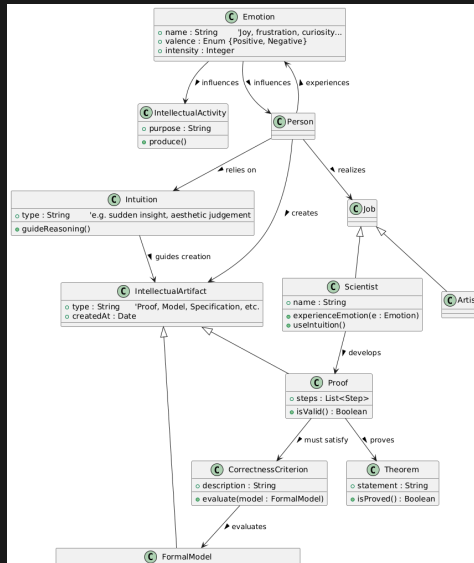 C Emotion
name : String 'Joy, frustration, curiosity...
valence : Enum {Positive, Negative}
intensity : Integer
influences
influences
experiences
C IntellectualActivity
purpose : String
produce()
C Person
relies on
realizes
C Intuition
type : String 'e.g. sudden insight, aesthetic judgement
guideReasoning()
creates
C Job
guides creation
C IntellectualArtifact
type : String 'Proof, Model, Specification, etc.
createdAt : Date
C Scientist
name : String
experienceEmotion(e : Emotion)
useIntuition()
C Artis
develops
C Proof
steps : List<Step>
isValid() : Boolean
must satisfy
proves
C CorrectnessCriterion
description : String
evaluate(model : FormalModel)
C Theorem
statement : String
isProved() : Boolean
evaluates
C FormalModel